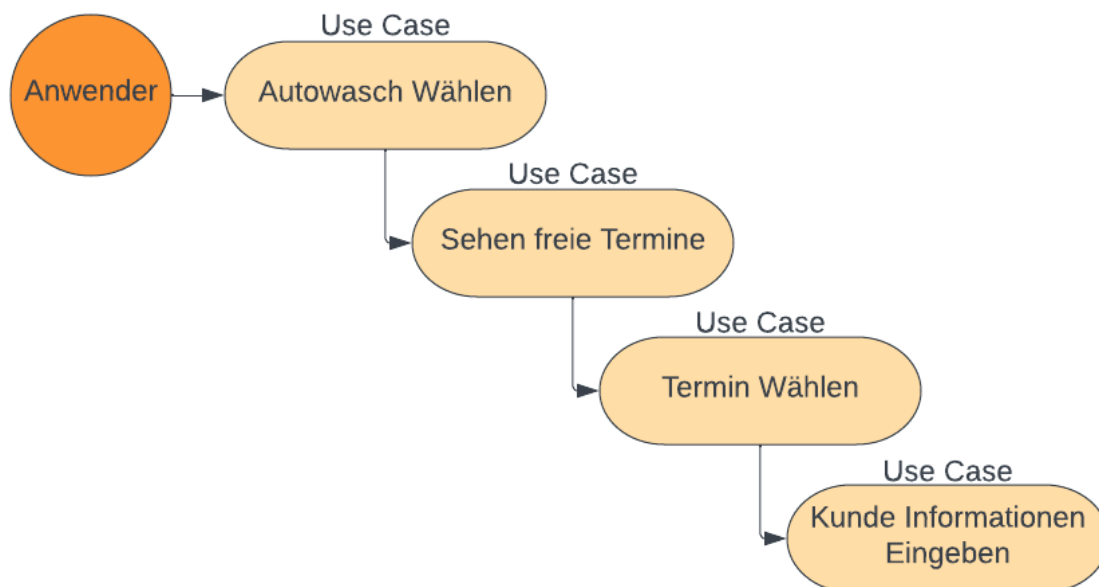 Use Case
Anwender
Autowasch Wählen
Use Case
Sehen freie Termine
Use Case
Termin Wählen
Use Case
Kunde Informationen
Eingeben